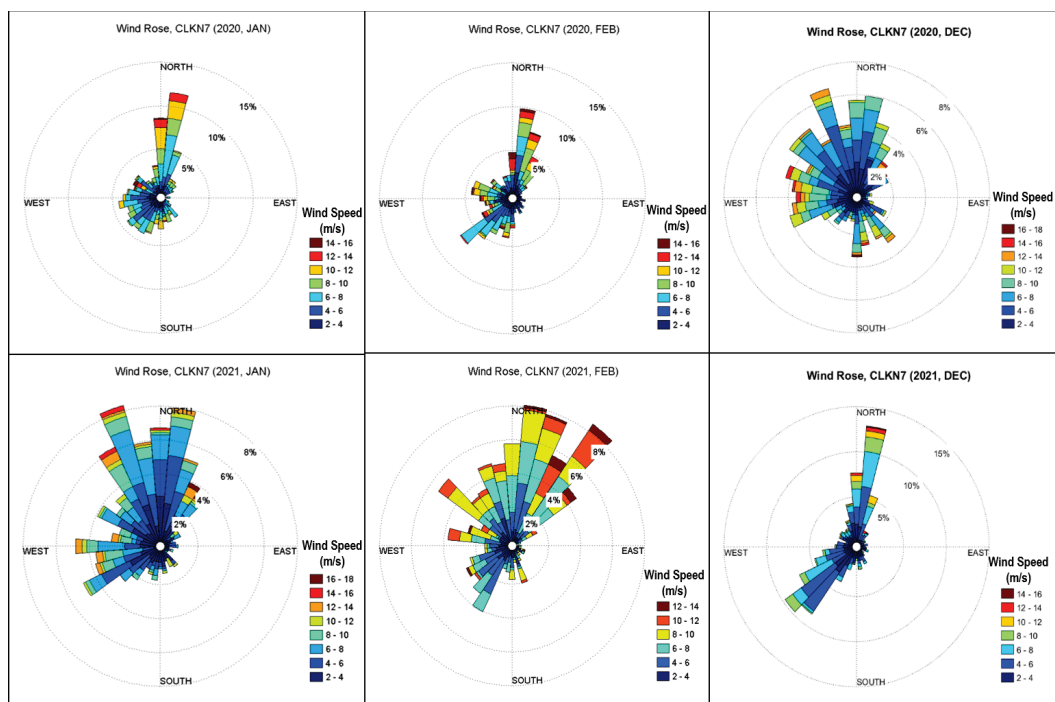 Wind Rose, CLKN7 (2020, JAN)
NORTH
15%
10%
5%
WEST
EAST
SOUTH
Wind Speed
(m/s)
14 - 16
12 - 14
10 - 12
8 - 10
6 - 8
4 - 6
2 - 4
Wind Rose, CLKN7 (2020, FEB)
NORTH
15%
10%
5%
WEST
EAST
SOUTH
Wind Speed
(m/s)
14 - 16
12 - 14
10 - 12
8 - 10
6 - 8
4 - 6
2 - 4
Wind Rose, CLKN7 (2020, DEC)
NORTH
8%
6%
4%
2%
WEST
EAST
SOUTH
Wind Speed
(m/s)
16 - 18
14 - 16
12 - 14
10 - 12
8 - 10
6 - 8
4 - 6
2 - 4
Wind Rose, CLKN7 (2021, JAN)
NORTH
8%
6%
4%
2%
WEST
EAST
SOUTH
Wind Speed
(m/s)
16 - 18
14 - 16
12 - 14
10 - 12
8 - 10
6 - 8
4 - 6
2 - 4
Wind Rose, CLKN7 (2021, FEB)
NORTH
8%
6%
4%
2%
WEST
EAST
SOUTH
Wind Speed
(m/s)
12 - 14
10 - 12
8 - 10
6 - 8
4 - 6
2 - 4
Wind Rose, CLKN7 (2021, DEC)
NORTH
15%
10%
5%
WEST
EAST
SOUTH
Wind Speed
(m/s)
14 - 16
12 - 14
10 - 12
8 - 10
6 - 8
4 - 6
2 - 4